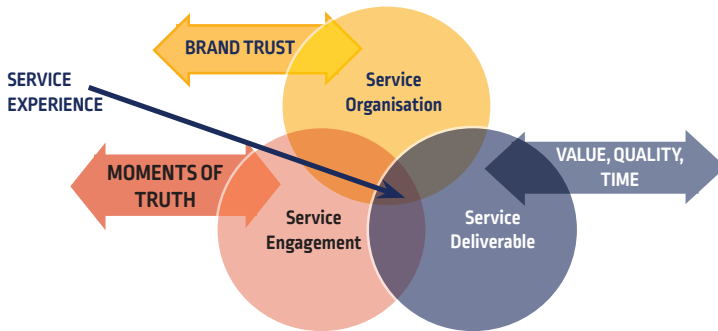 BRAND TRUST
SERVICE
EXPERIENCE
Service
Organisation
MOMENTS OF
TRUTH
VALUE, QUALITY,
TIME
Service
Engagement
Service
Deliverable